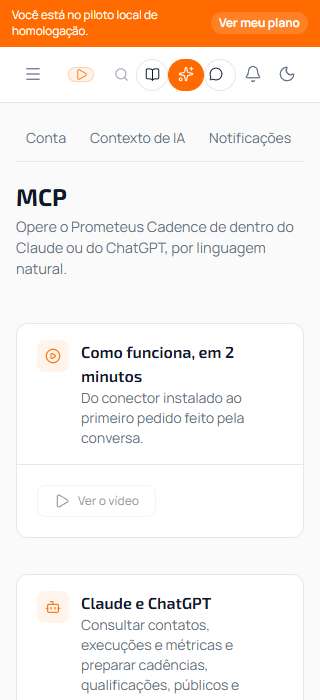 Você está no piloto local de
homologação.
Ver meu plano
Conta
Contexto de IA
Notificações
MCP
Opere o Prometeus Cadence de dentro do
Claude ou do ChatGPT, por linguagem
natural.
Como funciona, em 2
minutos
Do conector instalado ao
primeiro pedido feito pela
conversa.
Ver o vídeo
Claude e ChatGPT
Consultar contatos,
execuções e métricas e
preparar cadências,
qualificações, públicos e